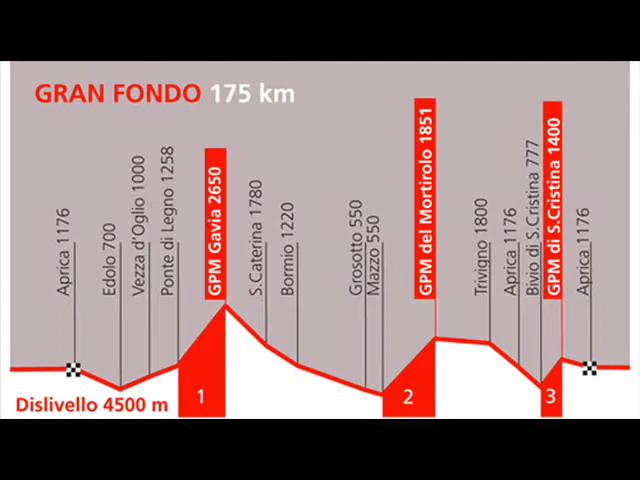 GRAN FONDO 175 km
Aprica 1176
Edolo 700
Vezza d'Oglio 1000
Ponte di Legno 1258
GPM Gavia 2650
S.Caterina 1780
Bormio 1220
Grosotto 550
Mazzo 550
GPM del Mortirolo 1851
Trivigno 1800
Aprica 1176
Bivio di S.Cristina 777
GPM di S.Cristina 1400
Aprica 1176
1
2
3
Dislivello 4500 m